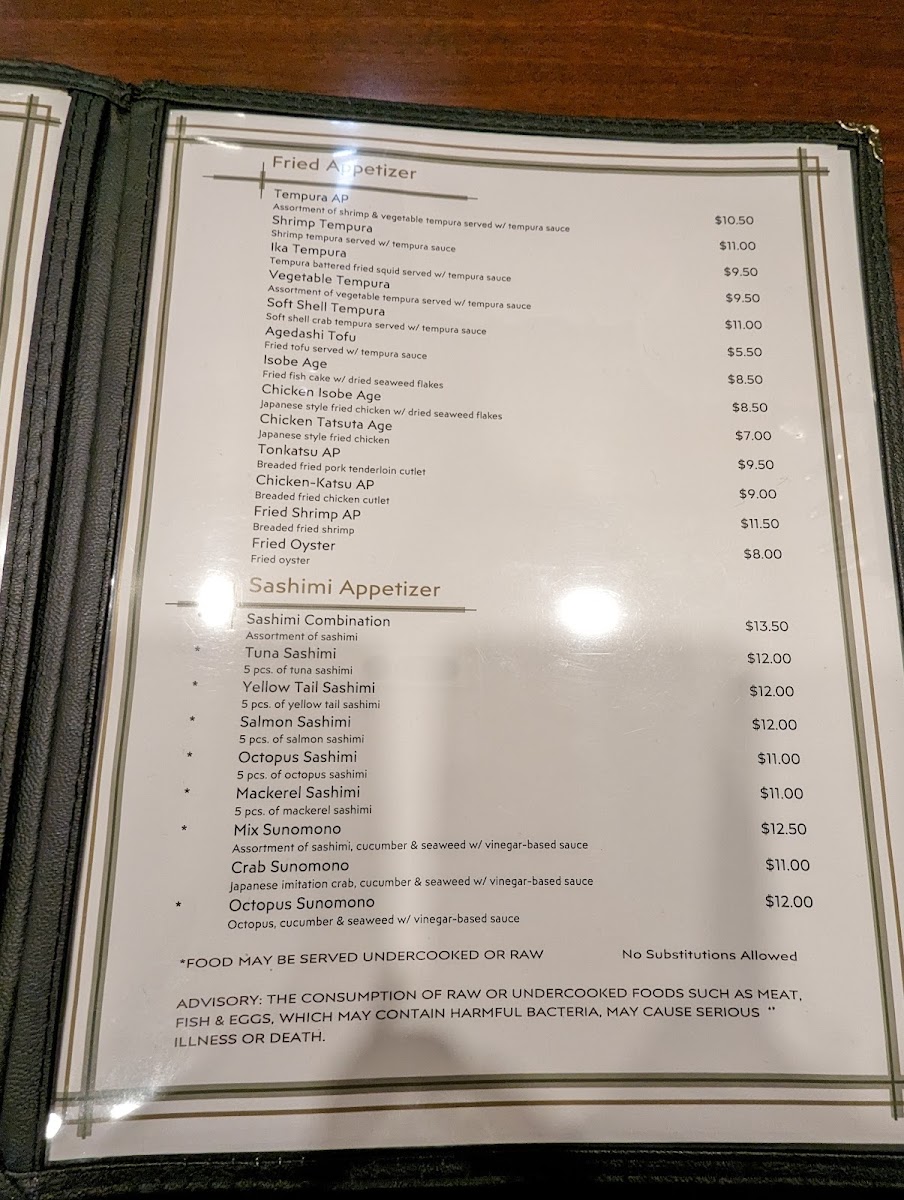 Fried Appetizer
Tempura AP
Assortment of shrimp & vegetable tempura served w/ tempura sauce $10.50
Shrimp Tempura
Shrimp tempura served w/ tempura sauce $11.00
Ika Tempura
Tempura battered fried squid served w/ tempura sauce $9.50
Vegetable Tempura
Assortment of vegetable tempura served w/ tempura sauce $9.50
Soft Shell Tempura
Soft shell crab tempura served w/ tempura sauce $11.00
Agedashi Tofu
Fried tofu served w/ tempura sauce $5.50
Isobe Age
Fried fish cake w/ dried seaweed flakes $8.50
Chicken Isobe Age
Japanese style fried chicken w/ dried seaweed flakes $8.50
Chicken Tatsuta Age
Japanese style fried chicken $7.00
Tonkatsu AP
Breaded fried pork tenderloin cutlet $9.50
Chicken-Katsu AP
Breaded fried chicken cutlet $9.00
Fried Shrimp AP
Breaded fried shrimp $11.50
Fried Oyster
Fried oyster $8.00
Sashimi Appetizer
* Sashimi Combination $13.50
Assortment of sashimi
* Tuna Sashimi $12.00
5 pcs. of tuna sashimi
* Yellow Tail Sashimi $12.00
5 pcs. of yellow tail sashimi
* Salmon Sashimi $12.00
5 pcs. of salmon sashimi
* Octopus Sashimi $11.00
5 pcs. of octopus sashimi
* Mackerel Sashimi $11.00
5 pcs. of mackerel sashimi
* Mix Sunomono $12.50
Assortment of sashimi, cucumber & seaweed w/ vinegar-based sauce
Crab Sunomono $11.00
Japanese imitation crab, cucumber & seaweed w/ vinegar-based sauce
* Octopus Sunomono $12.00
Octopus, cucumber & seaweed w/ vinegar-based sauce
*FOOD MAY BE SERVED UNDERCOOKED OR RAW No Substitutions Allowed
ADVISORY: THE CONSUMPTION OF RAW OR UNDERCOOKED FOODS SUCH AS MEAT,
FISH & EGGS, WHICH MAY CONTAIN HARMFUL BACTERIA, MAY CAUSE SERIOUS "
ILLNESS OR DEATH.